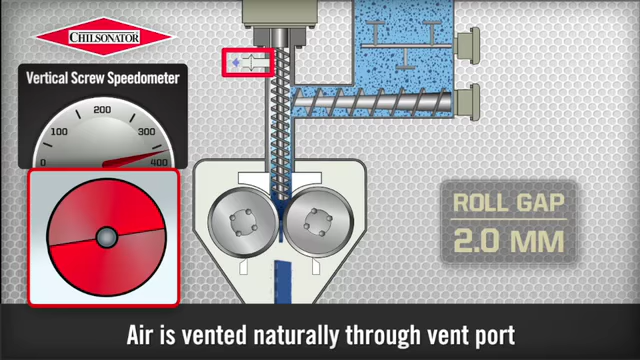 CHILSONATOR
Vertical Screw Speedometer
0
100
200
300
400
ROLL GAP
2.0 MM
Air is vented naturally through vent port